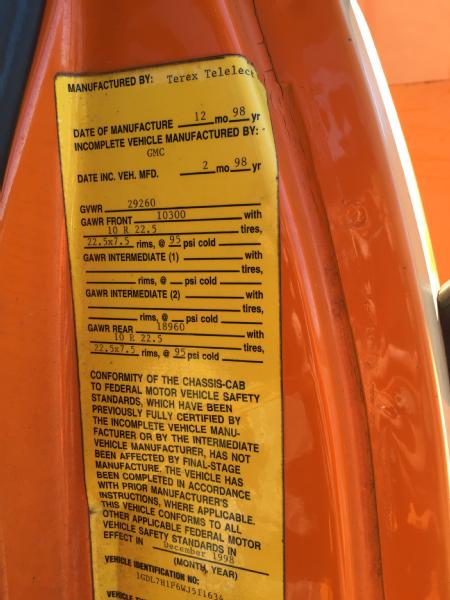 MANUFACTURED BY: Terex Telelect
DATE OF MANUFACTURE 12 mo 98 yr
INCOMPLETE VEHICLE MANUFACTURED BY:
GMC
DATE INC. VEH. MFD. 2 mo 98 yr
GVWR 29260
GAWR FRONT 10300 with
10 R 22.5 tires,
22.5x7.5 rims, @ 95 psi cold
GAWR INTERMEDIATE (1) with
tires,
rims, @ psi cold
GAWR INTERMEDIATE (2) with
tires,
rims, @ psi cold
GAWR REAR 18960 with
10 R 22.5 tires,
22.5x7.5 rims, @ 95 psi cold
CONFORMITY OF THE CHASSIS-CAB
TO FEDERAL MOTOR VEHICLE SAFETY
STANDARDS, WHICH HAVE BEEN
PREVIOUSLY FULLY CERTIFIED BY
THE INCOMPLETE VEHICLE MANU-
FACTURER OR BY THE INTERMEDIATE
VEHICLE MANUFACTURER, HAS NOT
BEEN AFFECTED BY FINAL-STAGE
MANUFACTURE. THE VEHICLE HAS
BEEN COMPLETED IN ACCORDANCE
WITH PRIOR MANUFACTURER'S
INSTRUCTIONS, WHERE APPLICABLE.
THIS VEHICLE CONFORMS TO ALL
OTHER APPLICABLE FEDERAL MOTOR
VEHICLE SAFETY STANDARDS IN
EFFECT IN December 1998
(MONTH, YEAR)
VEHICLE IDENTIFICATION NO:
1GDL7H1P6WJ511634
VEHICLE